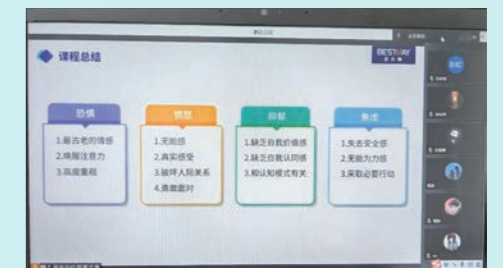 课程总结
BESTWAY
恐惧
1.最古老的情感
2.唤醒注意力
3.高度重视
愤怒
1.无能感
2.真实感受
3.破坏人际关系
4.勇敢面对
抑郁
1.缺乏自我价值感
2.缺乏自我认同感
3.和认知模式有关
焦虑
1.失去安全感
2.无能为力感
3.采取必要行动